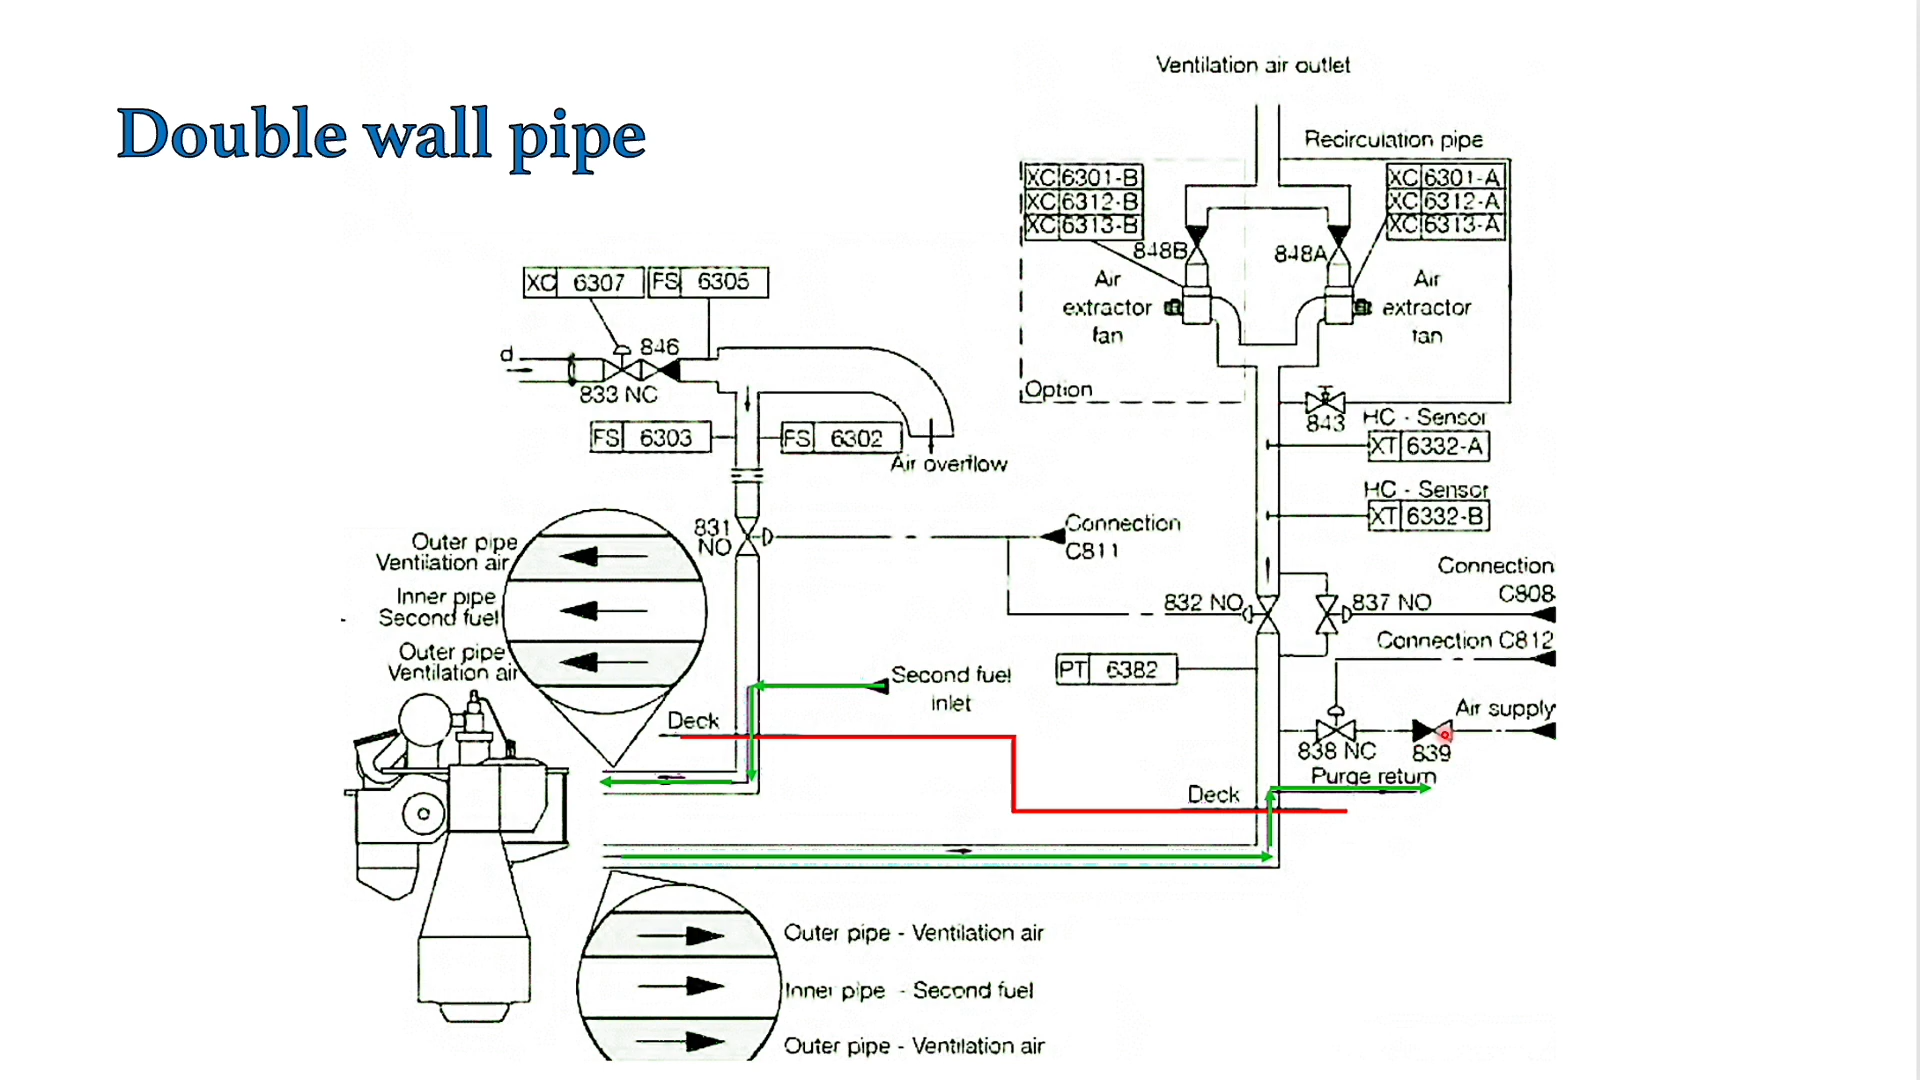 Double wall pipe
Ventilation air outlet
Recirculation pipe
XC 6301-B
XC 6312-B
XC 6313-B
XC 6301-A
XC 6312-A
XC 6313-A
848B
848A
Air
extractor
fan
Air
extractor
fan
Option
843
HC - Sensor
XT 6332-A
HC - Sensor
XT 6332-B
XC 6307
FS 6305
d
846
833 NC
FS 6303
FS 6302
Air overflow
831
NO
Connection
C811
Outer pipe
Ventilation air
Inner pipe
Second fuel
Outer pipe
Ventilation air
Connection
C808
832 NO
837 NO
Connection C812
PT 6382
Second fuel
inlet
Deck
Air supply
838 NC
839
Purge return
Deck
Outer pipe - Ventilation air
Inner pipe - Second fuel
Outer pipe - Ventilation air